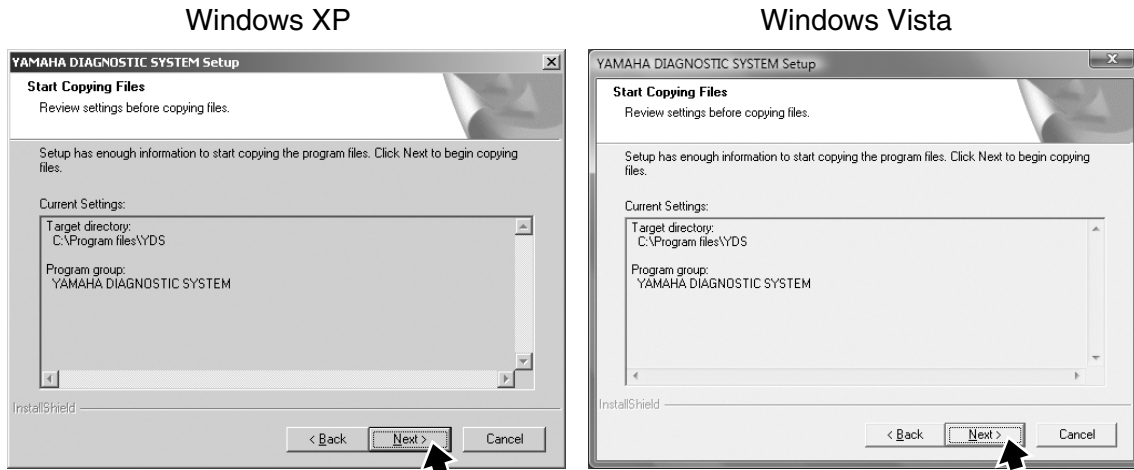 Windows XP
YAMAHA DIAGNOSTIC SYSTEM Setup
Start Copying Files
Review settings before copying files.
Setup has enough information to start copying the program files. Click Next to begin copying
files.
Current Settings:
Target directory:
C:\Program files\YDS
Program group:
YAMAHA DIAGNOSTIC SYSTEM
InstallShield
< Back
Next >
Cancel
Windows Vista
YAMAHA DIAGNOSTIC SYSTEM Setup
Start Copying Files
Review settings before copying files.
Setup has enough information to start copying the program files. Click Next to begin copying
files.
Current Settings:
Target directory:
C:\Program files\YDS
Program group:
YAMAHA DIAGNOSTIC SYSTEM
InstallShield
< Back
Next >
Cancel